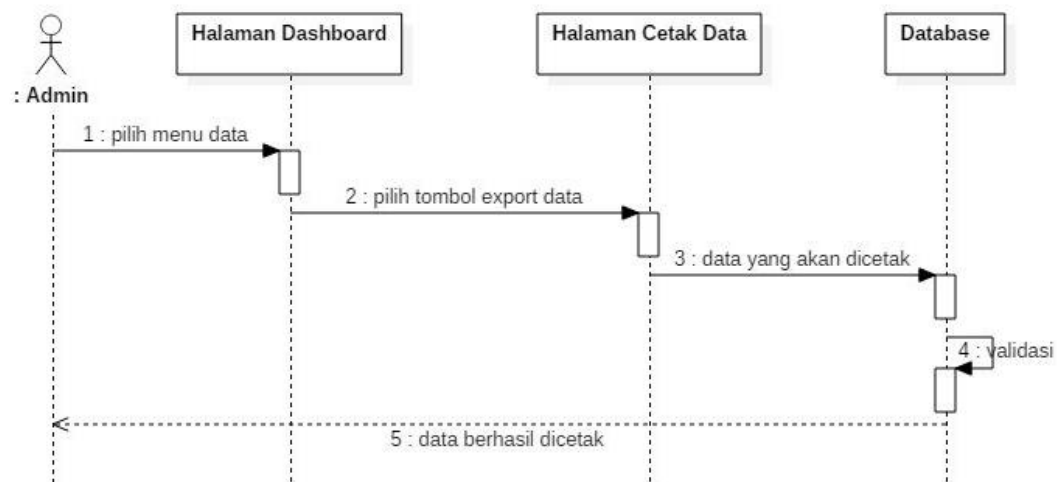 Halaman Dashboard
Halaman Cetak Data
Database
: Admin
1 : pilih menu data
2 : pilih tombol export data
3 : data yang akan dicetak
4 : validasi
5 : data berhasil dicetak